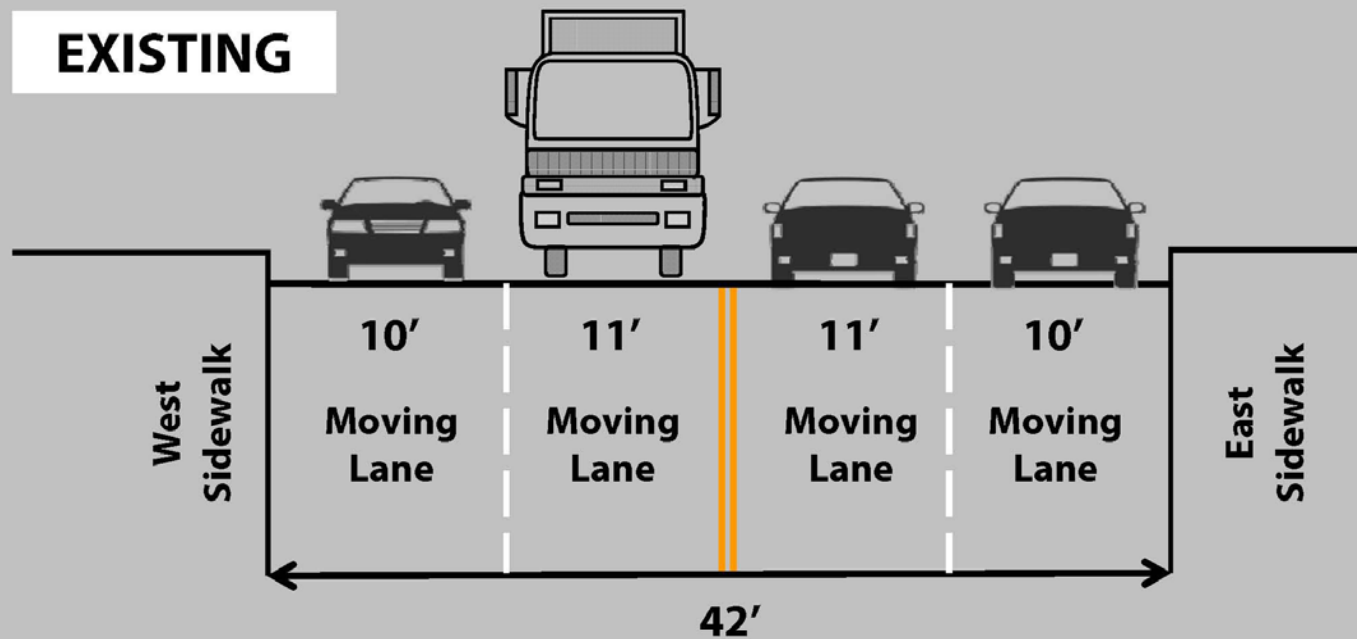 EXISTING
10’
11’
11’
10’
Moving
Lane
Moving
Lane
Moving
Lane
Moving
Lane
West
Sidewalk
East
Sidewalk
42’